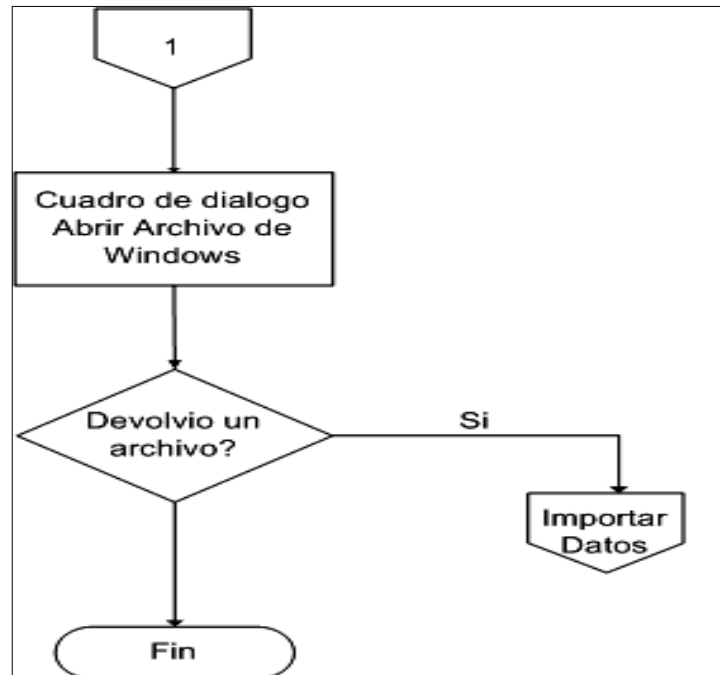 1
Cuadro de dialogo
Abrir Archivo de
Windows
Devolvio un
archivo?
Si
Importar
Datos
Fin